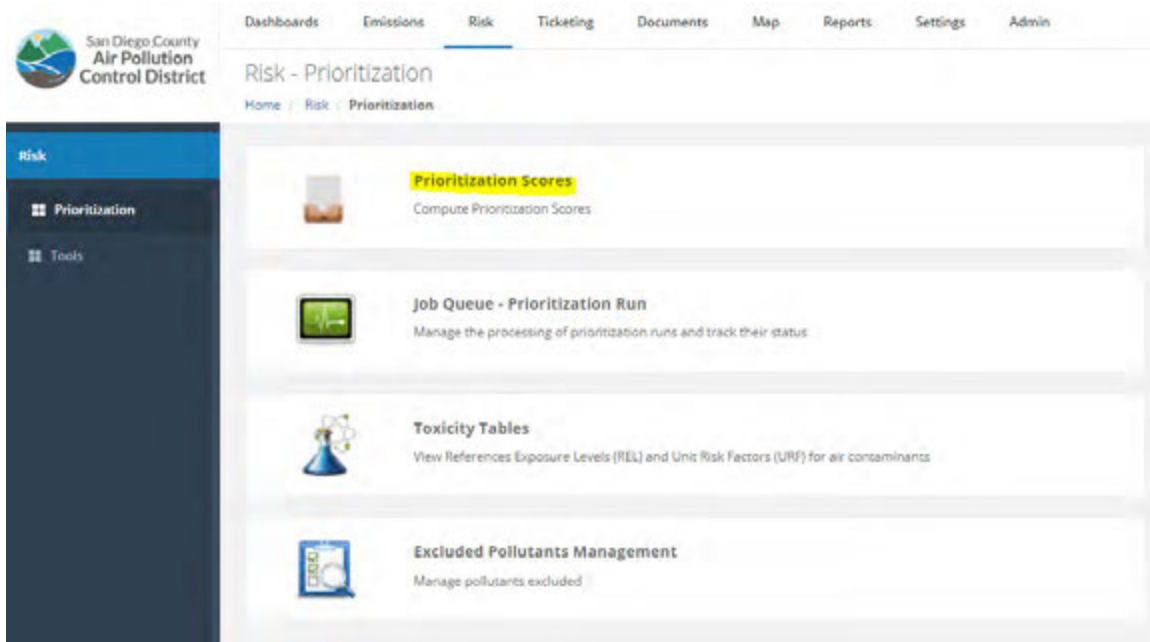 San Diego County
Air Pollution
Control District
Dashboards Emissions Risk Ticketing Documents Map Reports Settings Admin
Risk - Prioritization
Home / Risk / Prioritization
Risk
Prioritization
Tools
Prioritization Scores
Compute Prioritization Scores
Job Queue - Prioritization Run
Manage the processing of prioritization runs and track their status
Toxicity Tables
View References Exposure Levels (REL) and Unit Risk Factors (URF) for air contaminants
Excluded Pollutants Management
Manage pollutants excluded